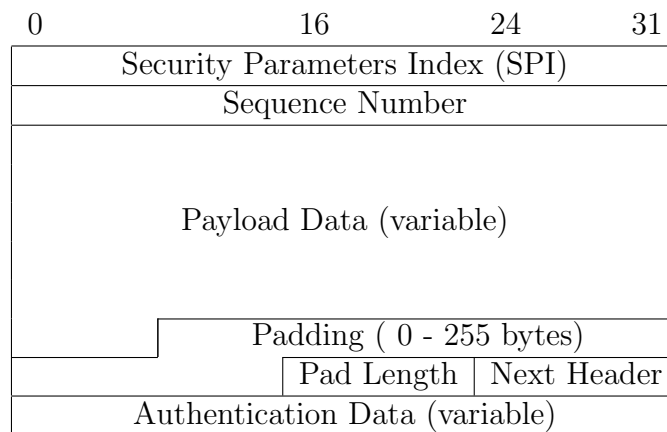 0 16 24 31
Security Parameters Index (SPI)
Sequence Number
Payload Data (variable)
Padding ( 0 - 255 bytes)
Pad Length Next Header
Authentication Data (variable)